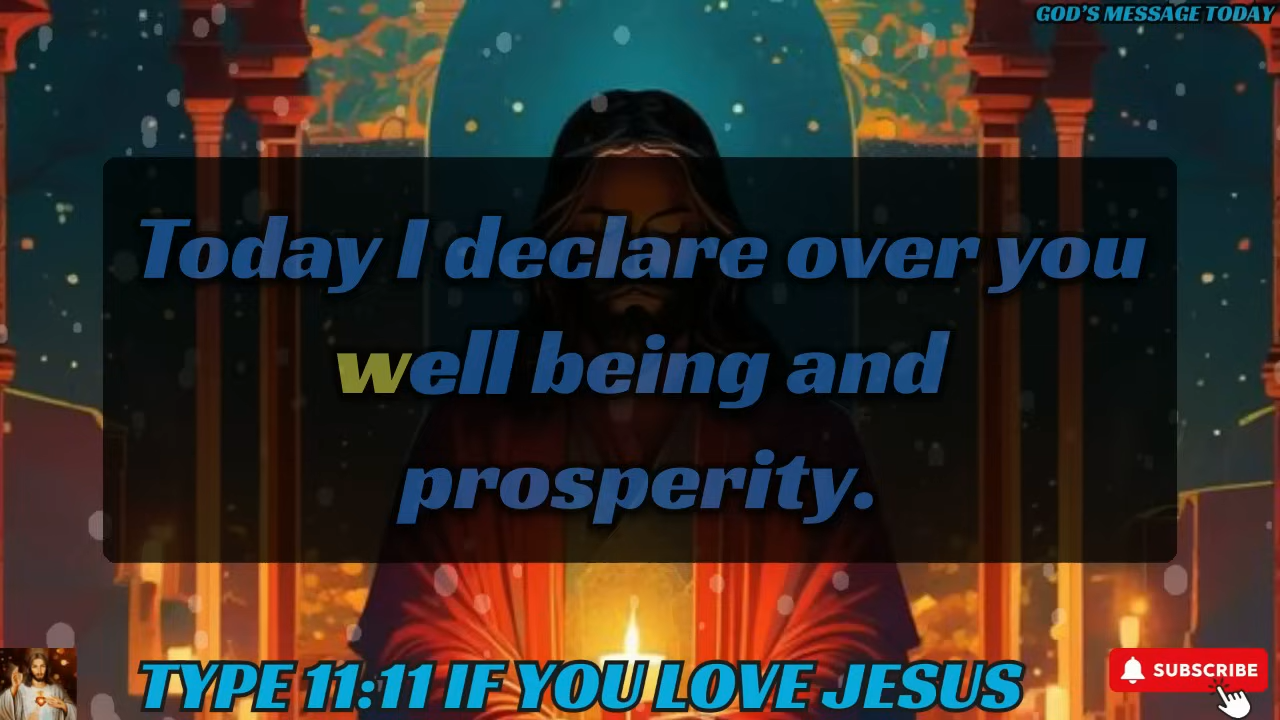 GOD'S MESSAGE TODAY
Today I declare over you
well being and
prosperity.
TYPE 11:11 IF YOU LOVE JESUS
SUBSCRIBE